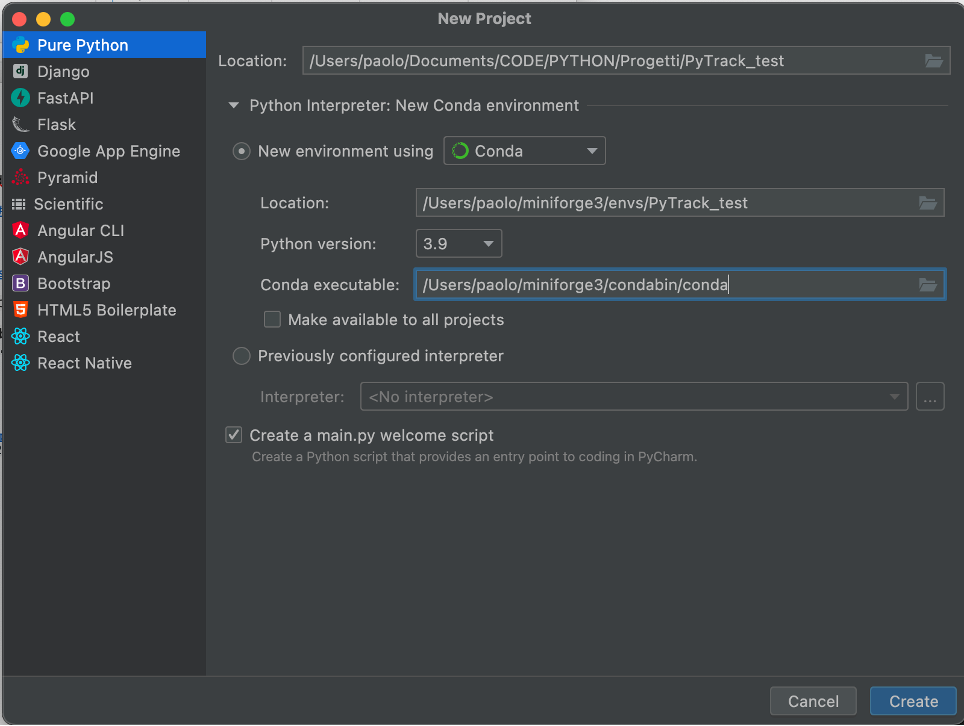 New Project
Pure Python
Django
FastAPI
Flask
Google App Engine
Pyramid
Scientific
Angular CLI
AngularJS
Bootstrap
HTML5 Boilerplate
React
React Native
Location: /Users/paolo/Documents/CODE/PYTHON/Progetti/PyTrack_test
Python Interpreter: New Conda environment
New environment using Conda
Location: /Users/paolo/miniforge3/envs/PyTrack_test
Python version: 3.9
Conda executable: /Users/paolo/miniforge3/condabin/conda
Make available to all projects
Previously configured interpreter
Interpreter: <No interpreter> ...
Create a main.py welcome script
Create a Python script that provides an entry point to coding in PyCharm.
Cancel Create